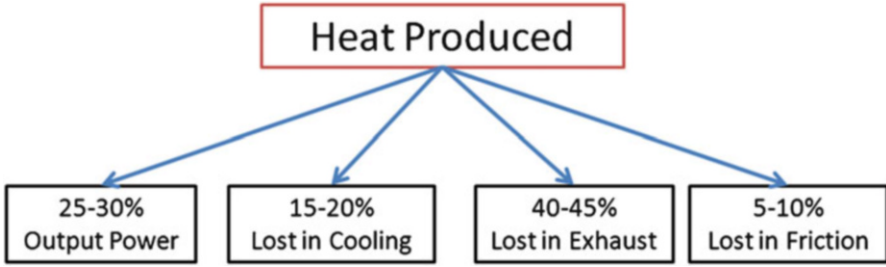 Heat Produced
25-30%
Output Power
15-20%
Lost in Cooling
40-45%
Lost in Exhaust
5-10%
Lost in Friction